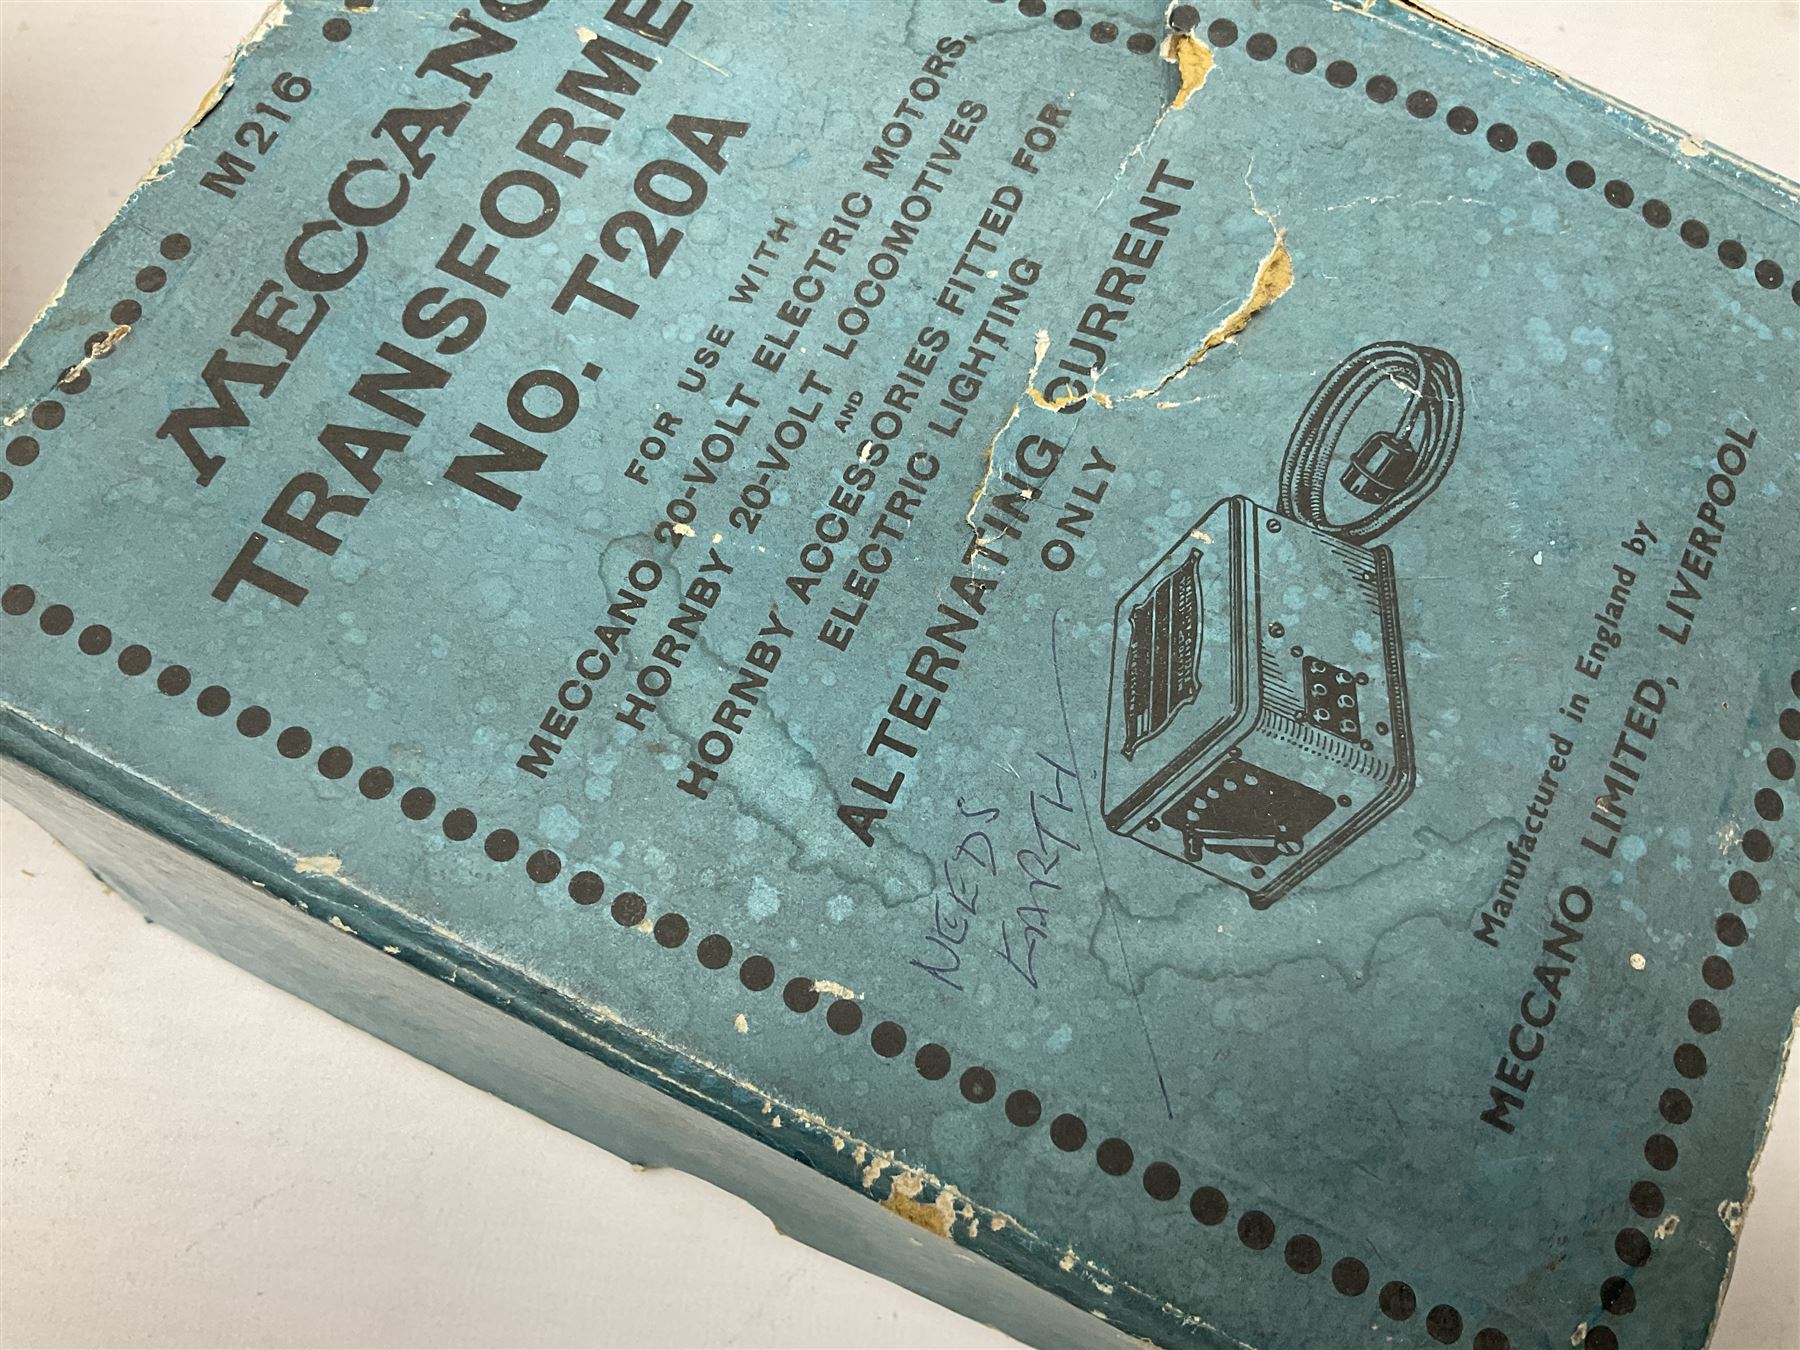 M216
MECCANO
TRANSFORME
NO. T20A
FOR USE WITH
MECCANO 20-VOLT ELECTRIC MOTORS,
HORNBY 20-VOLT LOCOMOTIVES
AND
HORNBY ACCESSORIES FITTED FOR
ELECTRIC LIGHTING
ALTERNATING CURRENT
ONLY
NEEDS
EARTH
Manufactured in England by
MECCANO LIMITED, LIVERPOOL